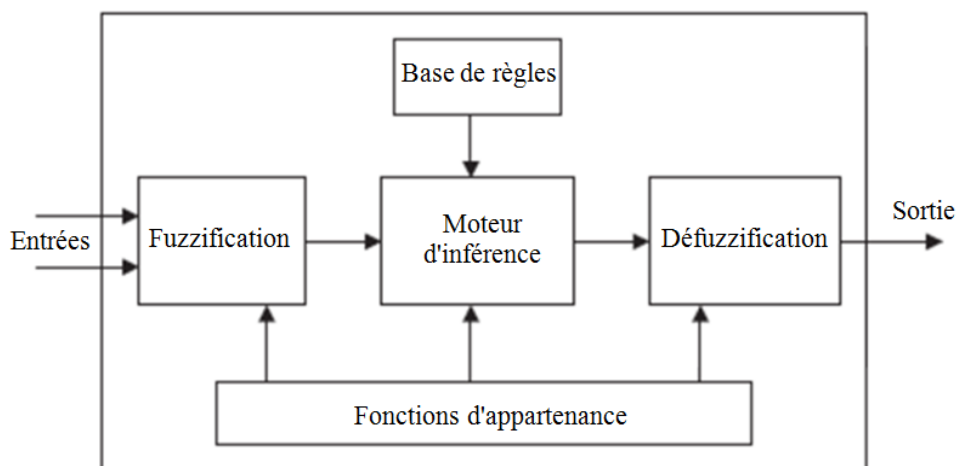 Base de règles
Entrées
Fuzzification
Moteur
d'inférence
Défuzzification
Sortie
Fonctions d'appartenance